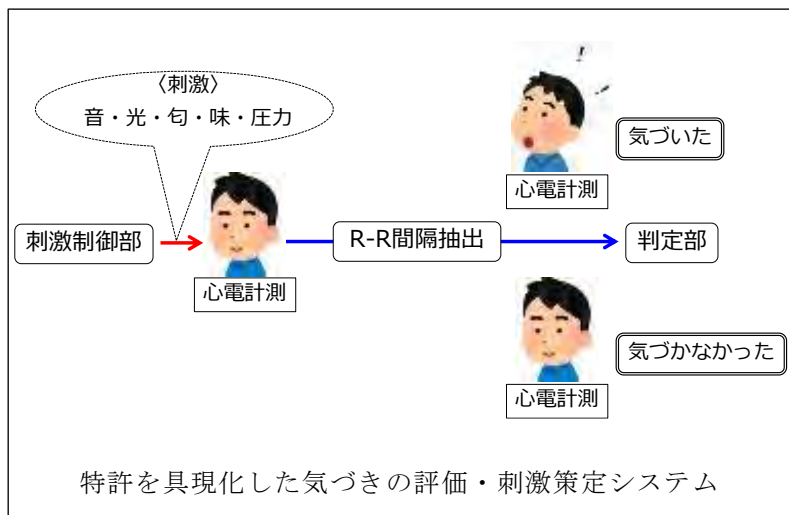 〈刺激〉
音・光・匂・味・圧力
! !
気づいた
心電計測
刺激制御部
R-R間隔抽出
判定部
心電計測
気づかなかった
心電計測
特許を具現化した気づきの評価・刺激策定システム